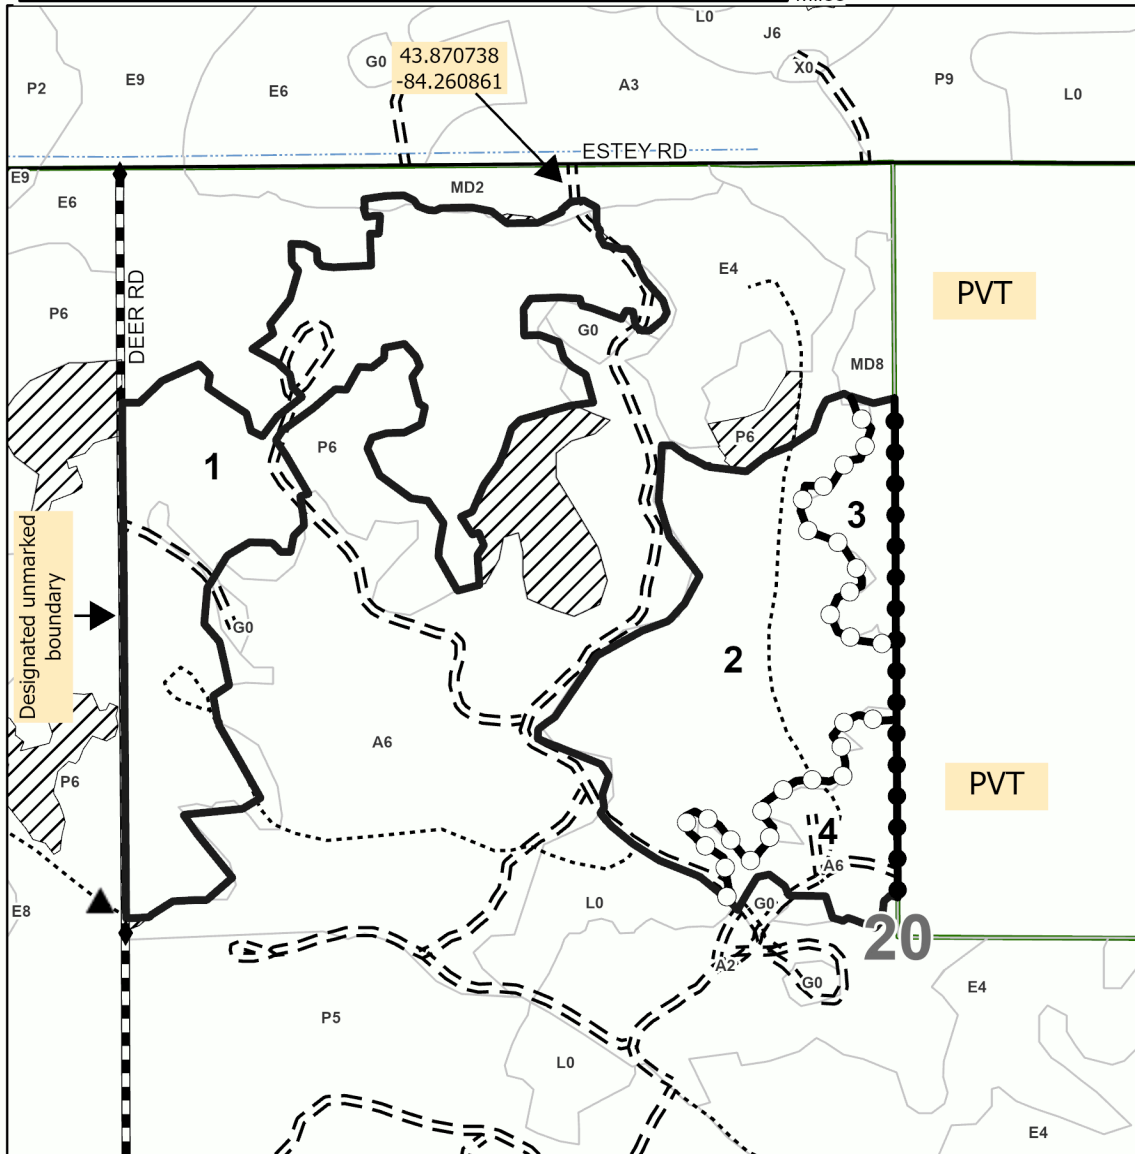 L0
J6
43.870738
-84.260861
G0
X0
P2
E9
E6
A3
P9
L0
ESTEY RD
E9
MD2
E6
E4
DEER RD
PVT
P6
G0
MD8
P6
P6
1
3
Designated unmarked
boundary
G0
2
A6
P6
PVT
4
A6
E8
L0
G0
20
A2
G0
E4
P5
L0
E4